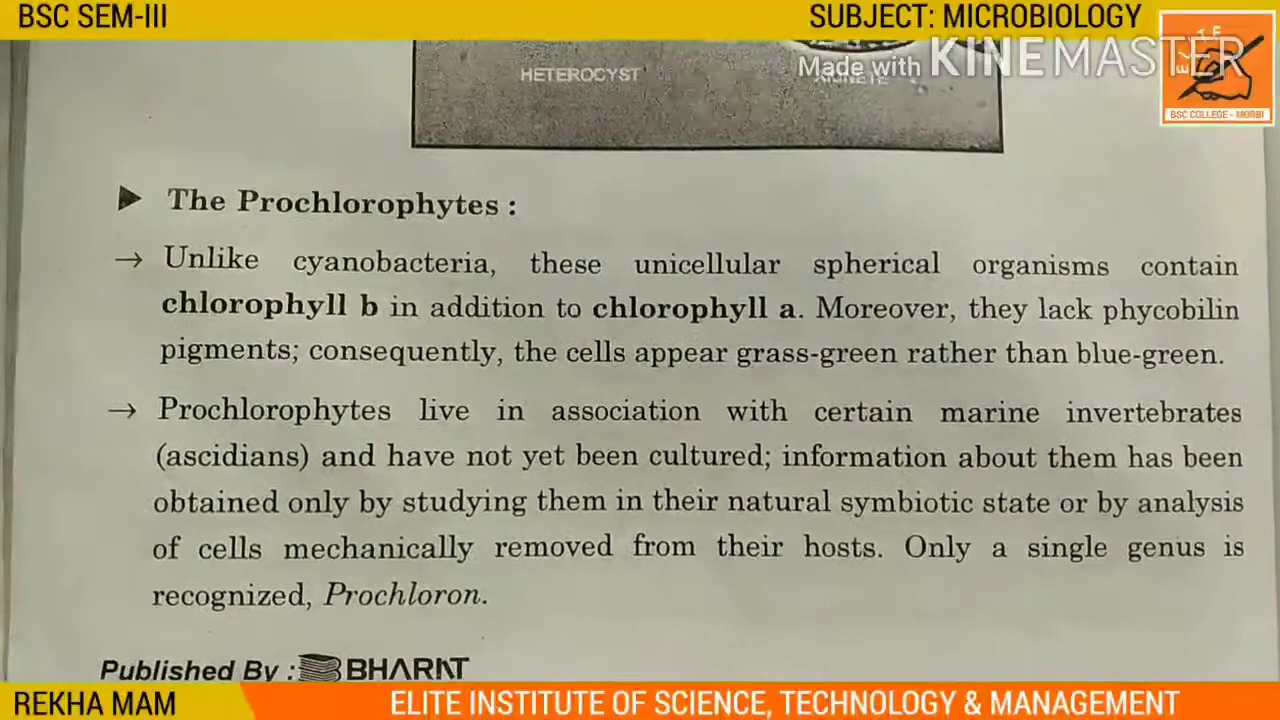 BSC SEM-III
SUBJECT: MICROBIOLOGY
Made with KINEMASTER
HETEROCYST
BSC COLLEGE - MORBI
► The Prochlorophytes :
→ Unlike cyanobacteria, these unicellular spherical organisms contain
chlorophyll b in addition to chlorophyll a. Moreover, they lack phycobilin
pigments; consequently, the cells appear grass-green rather than blue-green.
→ Prochlorophytes live in association with certain marine invertebrates
(ascidians) and have not yet been cultured; information about them has been
obtained only by studying them in their natural symbiotic state or by analysis
of cells mechanically removed from their hosts. Only a single genus is
recognized, Prochloron.
Published By : BHARAT
REKHA MAM
ELITE INSTITUTE OF SCIENCE, TECHNOLOGY & MANAGEMENT